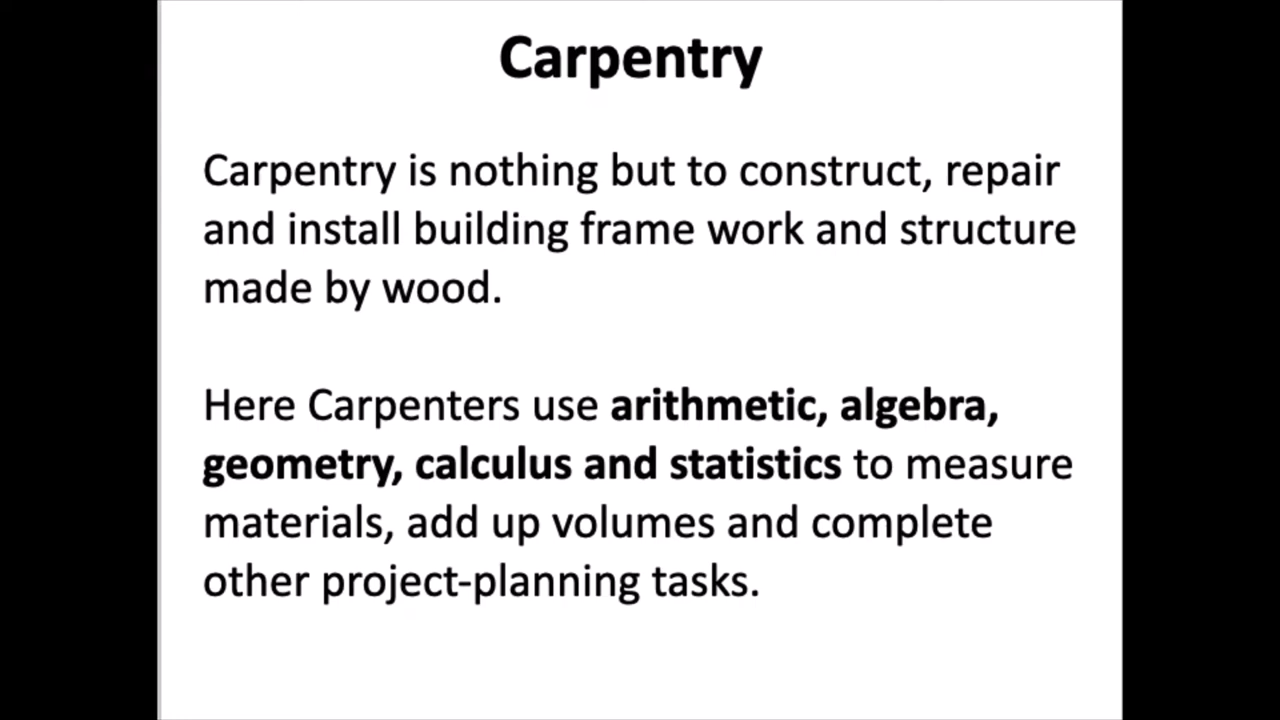 Carpentry
Carpentry is nothing but to construct, repair
and install building frame work and structure
made by wood.
Here Carpenters use arithmetic, algebra,
geometry, calculus and statistics to measure
materials, add up volumes and complete
other project-planning tasks.